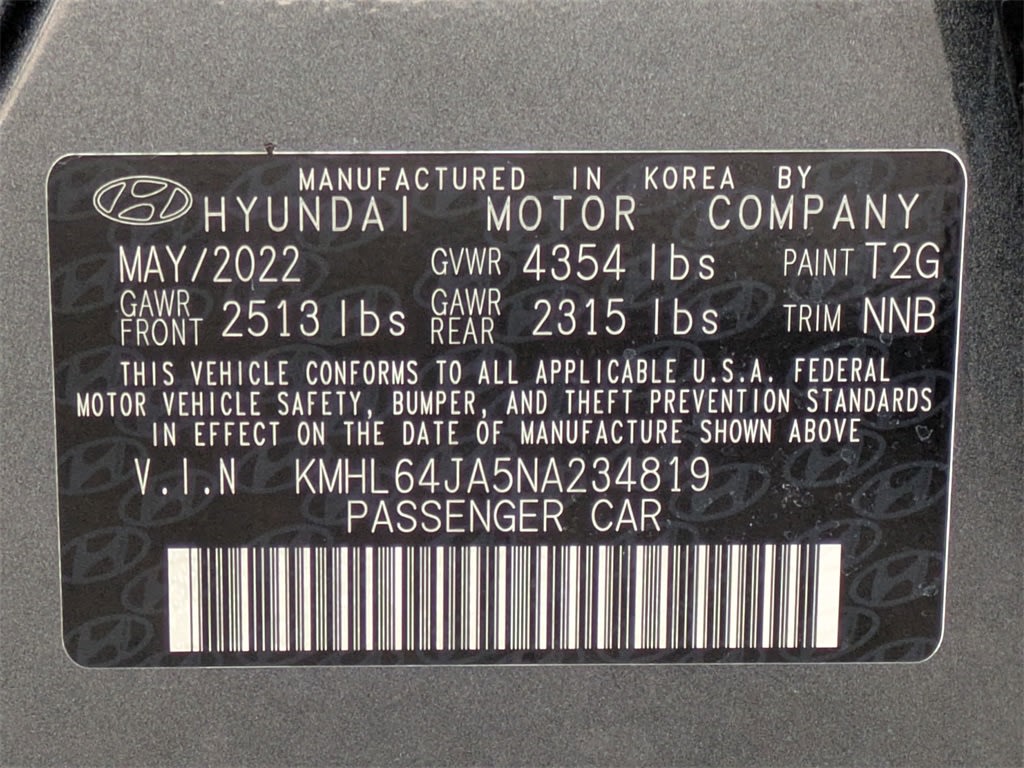 MANUFACTURED IN KOREA BY
HYUNDAI MOTOR COMPANY
MAY/2022 GVWR 4354 lbs PAINT T2G
GAWR FRONT 2513 lbs GAWR REAR 2315 lbs TRIM NNB
THIS VEHICLE CONFORMS TO ALL APPLICABLE U.S.A. FEDERAL
MOTOR VEHICLE SAFETY, BUMPER, AND THEFT PREVENTION STANDARDS
IN EFFECT ON THE DATE OF MANUFACTURE SHOWN ABOVE
V.I.N KMHL64JA5NA234819
PASSENGER CAR